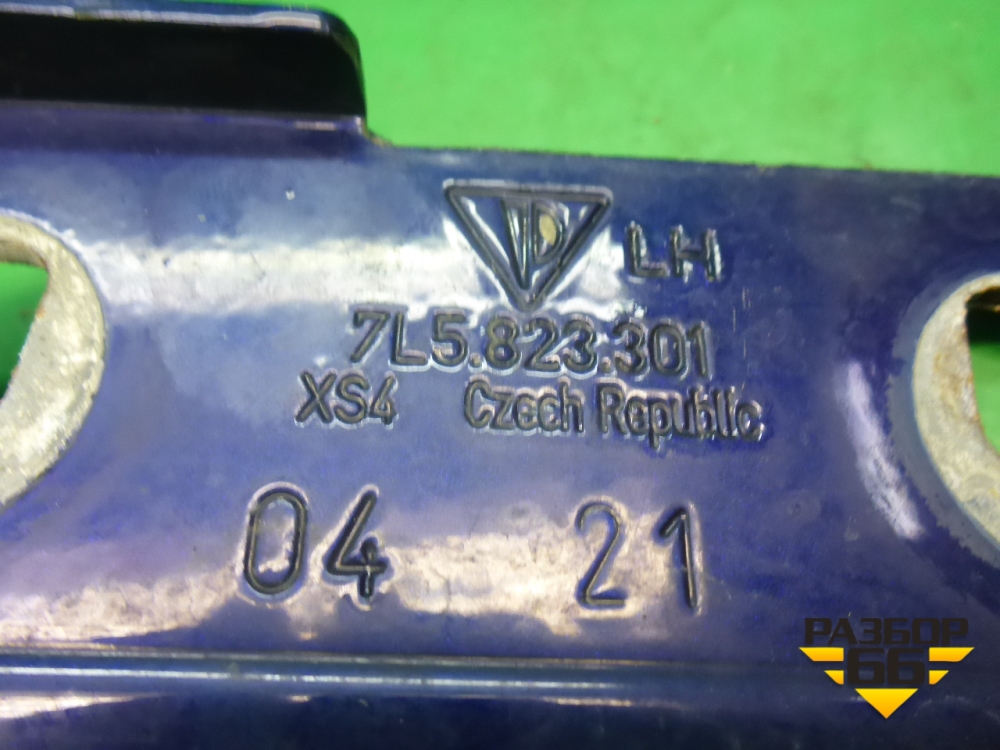 LH
7L5.823.301
XS4 Czech Republic
04 21
РАЗБОР
66